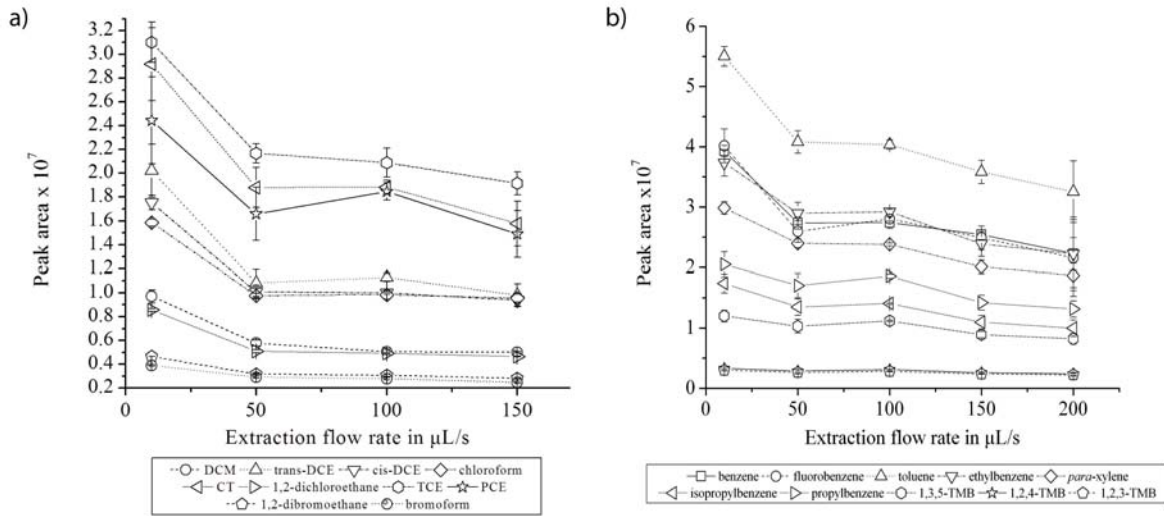 a)
Peak area x 10^7
3.2
3.0
2.8
2.6
2.4
2.2
2.0
1.8
1.6
1.4
1.2
1.0
0.8
0.6
0.4
0.2
0 50 100 150
Extraction flow rate in µL/s
DCM trans-DCE cis-DCE chloroform
CT 1,2-dichloroethane TCE PCE
1,2-dibromoethane bromoform
b)
Peak area x10^7
6
5
4
3
2
1
0
0 50 100 150 200
Extraction flow rate in µL/s
benzene fluorobenzene toluene ethylbenzene para-xylene
isopropylbenzene propylbenzene 1,3,5-TMB 1,2,4-TMB 1,2,3-TMB